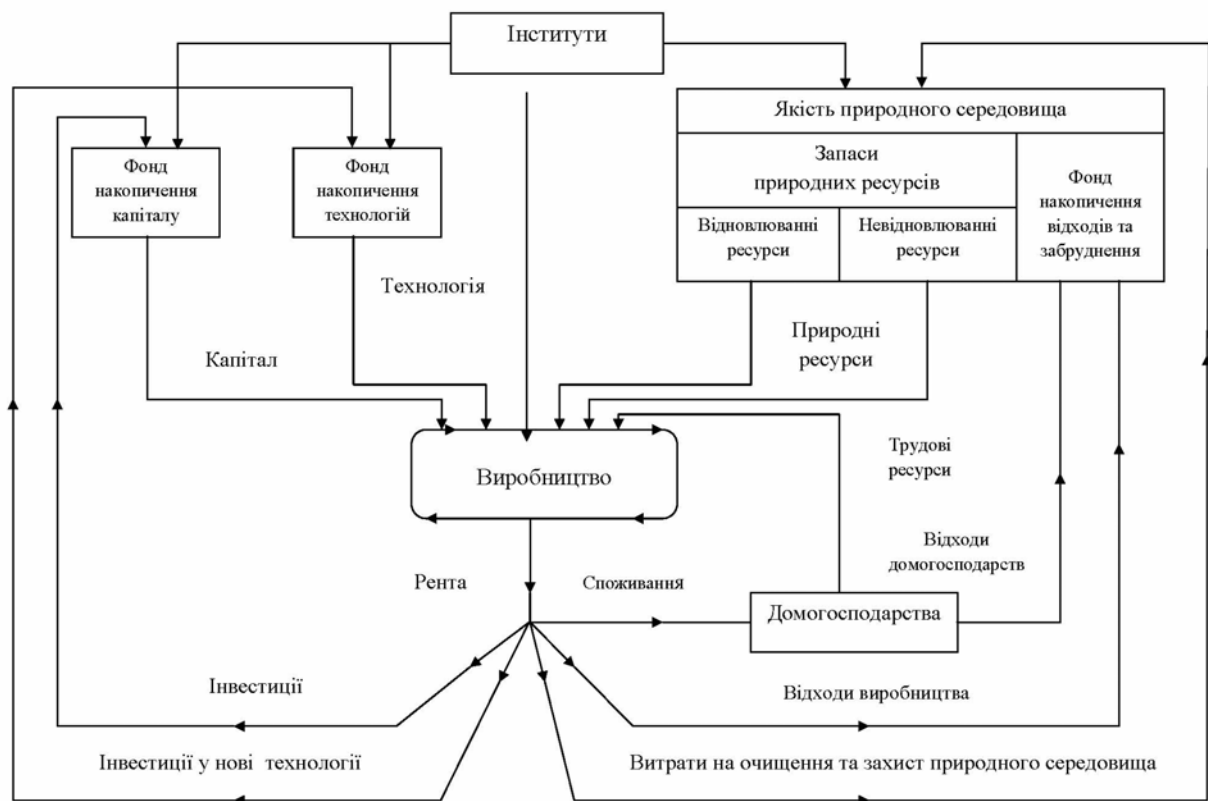 Інститути
Якість природного середовища
Фонд
накопичення
капіталу
Фонд
накопичення
технологій
Запаси
природних ресурсів
Фонд
накопичення
відходів та
забруднення
Відновлюванні
ресурси
Невідновлюванні
ресурси
Технологія
Капітал
Природні
ресурси
Виробництво
Трудові
ресурси
Відходи
домогосподарств
Рента
Споживання
Домогосподарства
Інвестиції
Відходи виробництва
Інвестиції у нові технології
Витрати на очищення та захист природного середовища